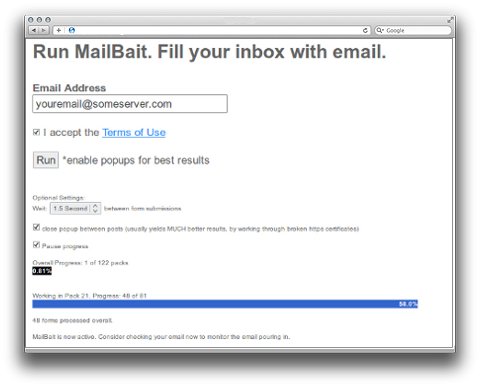 Google
Run MailBait. Fill your inbox with email.
Email Address
youremail@someserver.com
I accept the Terms of Use
Run *enable popups for best results
Optional Settings:
Wait: 1.5 Second between form submissions
close popup between posts (usually yields MUCH better results, by working through broken https certificates)
Pause progress
Overall Progress: 1 of 122 packs
0.81%
Working in Pack 21, Progress: 48 of 81
58.0%
48 forms processed overall.
MailBait is now active. Consider checking your email now to monitor the email pouring in.